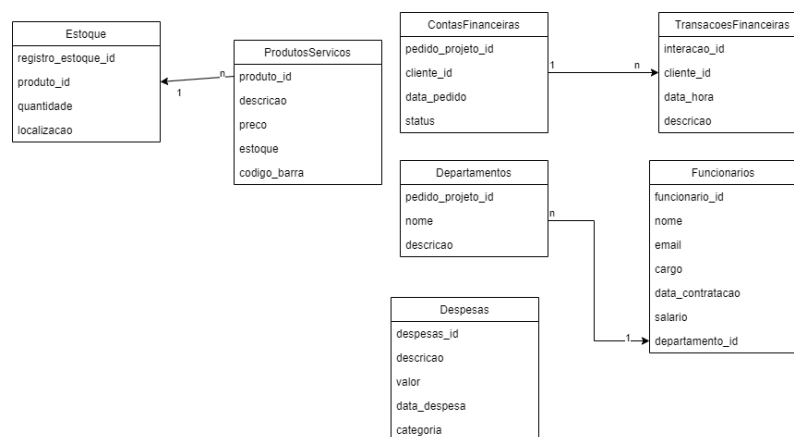 Estoque
registro_estoque_id
produto_id
quantidade
localizacao
1
n
ProdutosServicos
produto_id
descricao
preco
estoque
codigo_barra
ContasFinanceiras
pedido_projeto_id
cliente_id
data_pedido
status
1
n
TransacoesFinanceiras
interacao_id
cliente_id
data_hora
descricao
Departamentos
pedido_projeto_id
nome
descricao
n
1
Funcionarios
funcionario_id
nome
email
cargo
data_contratacao
salario
departamento_id
Despesas
despesas_id
descricao
valor
data_despesa
categoria